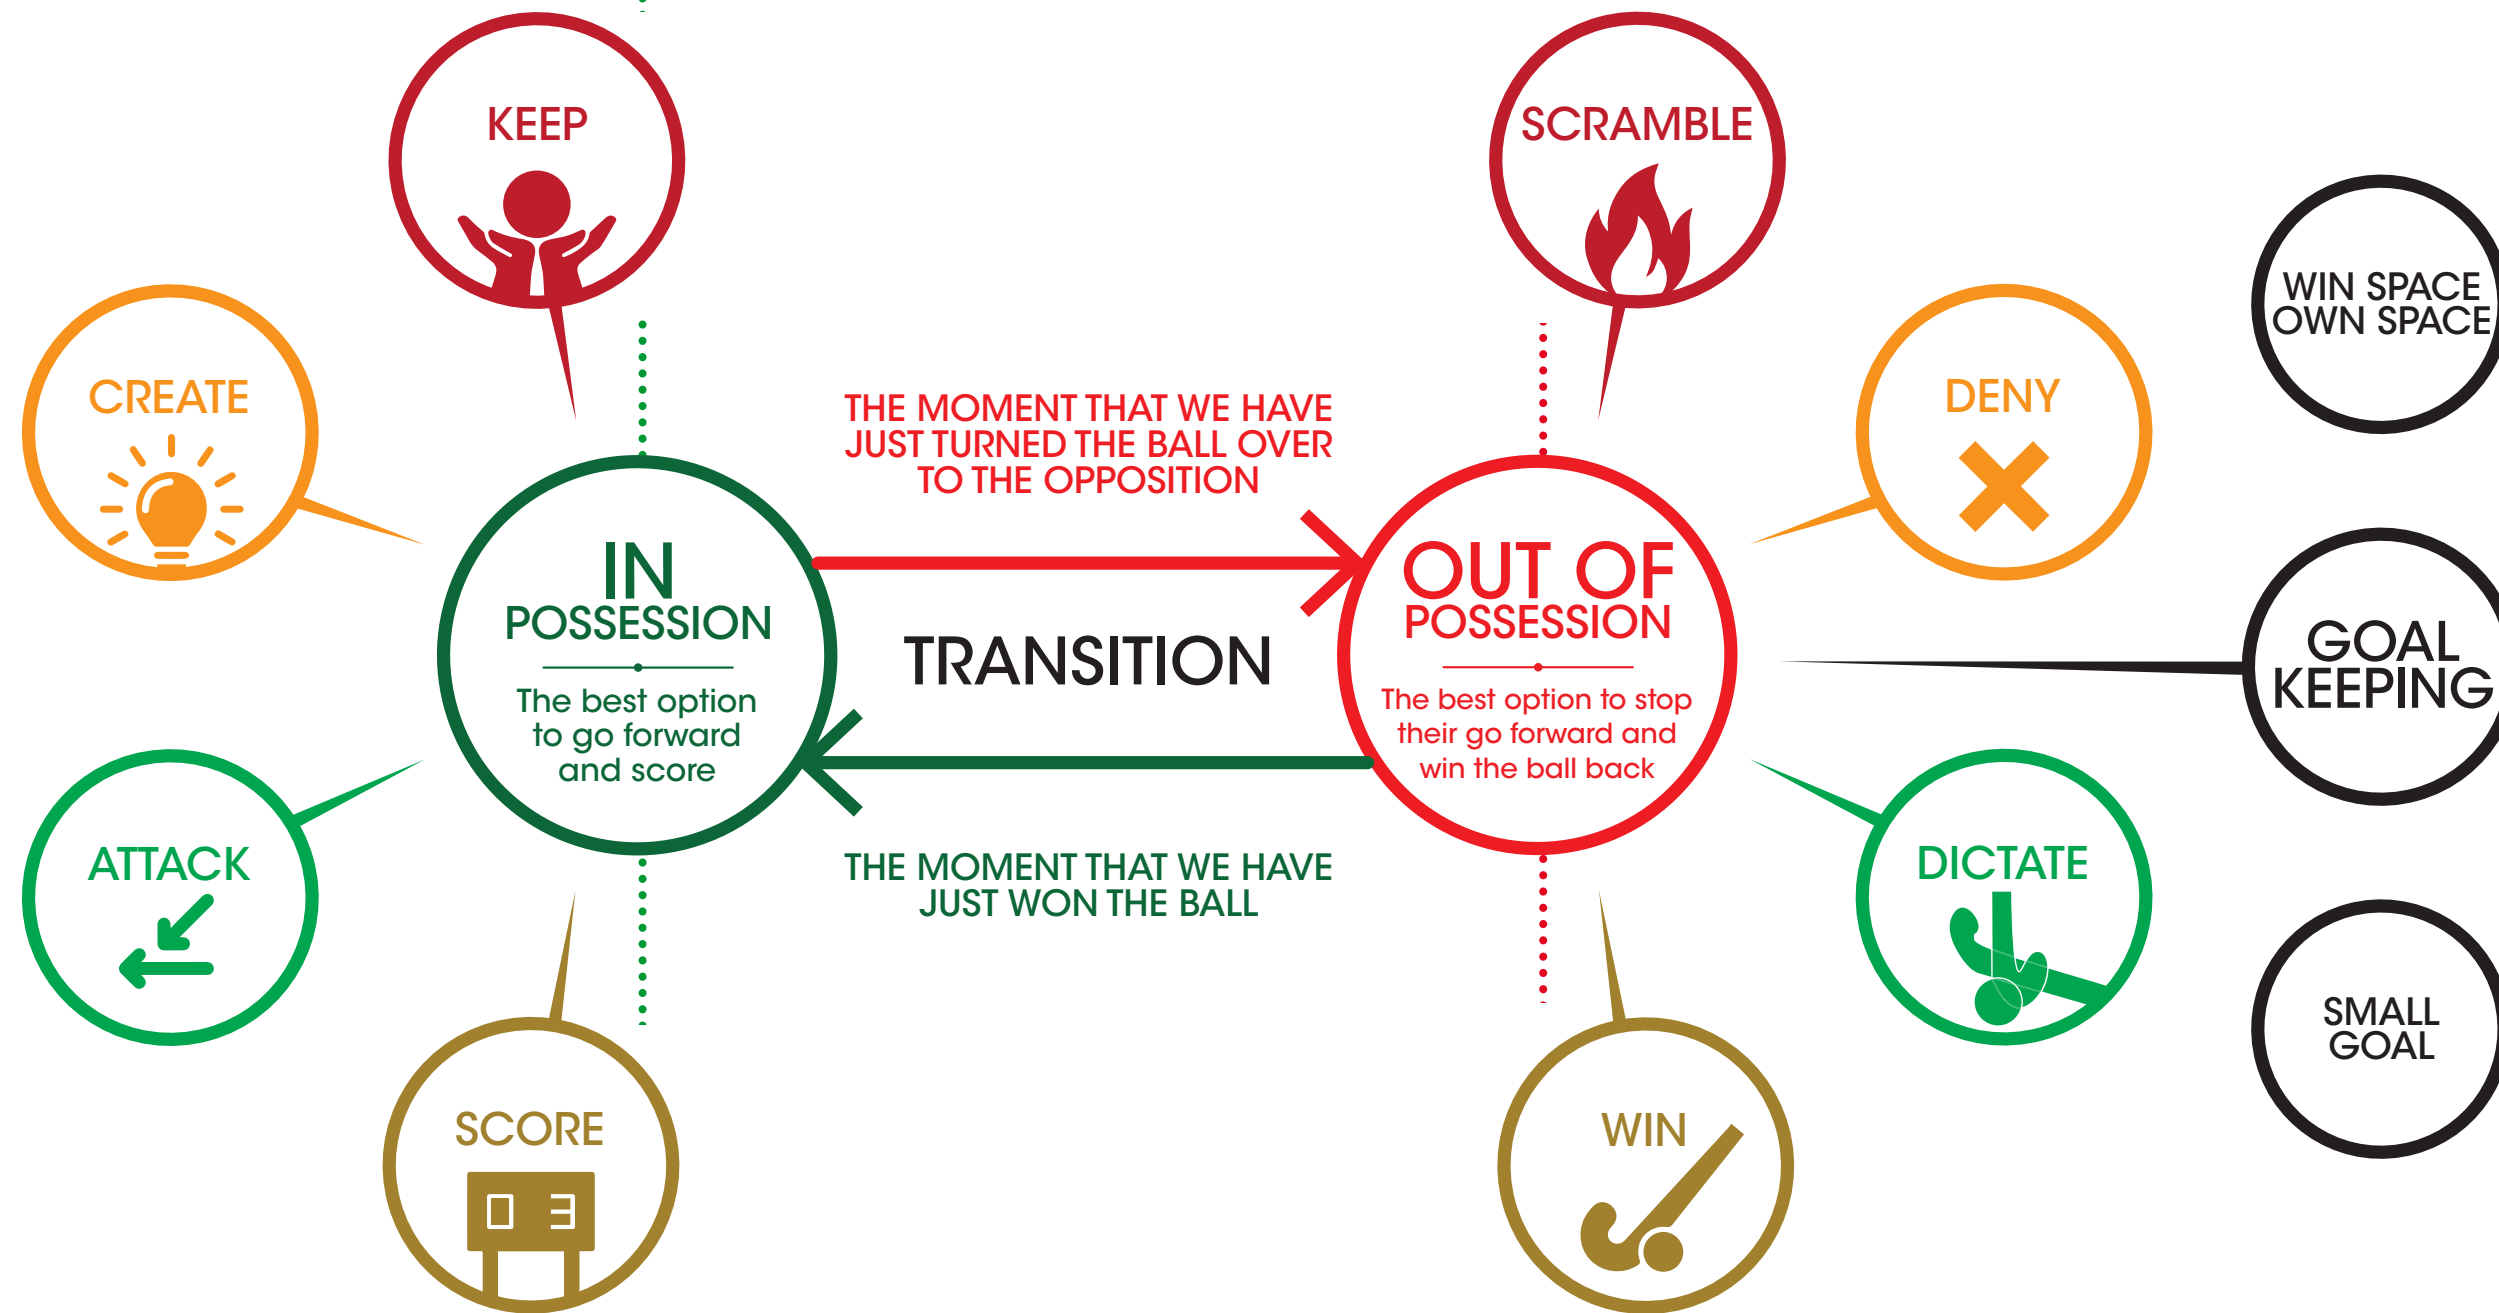 KEEP
SCRAMBLE
WIN SPACE
OWN SPACE
CREATE
DENY
THE MOMENT THAT WE HAVE
JUST TURNED THE BALL OVER
TO THE OPPOSITION
IN
POSSESSION
The best option
to go forward
and score
TRANSITION
OUT OF
POSSESSION
The best option to stop
their go forward and
win the ball back
GOAL
KEEPING
THE MOMENT THAT WE HAVE
JUST WON THE BALL
ATTACK
DICTATE
SMALL
GOAL
SCORE
0 3
WIN